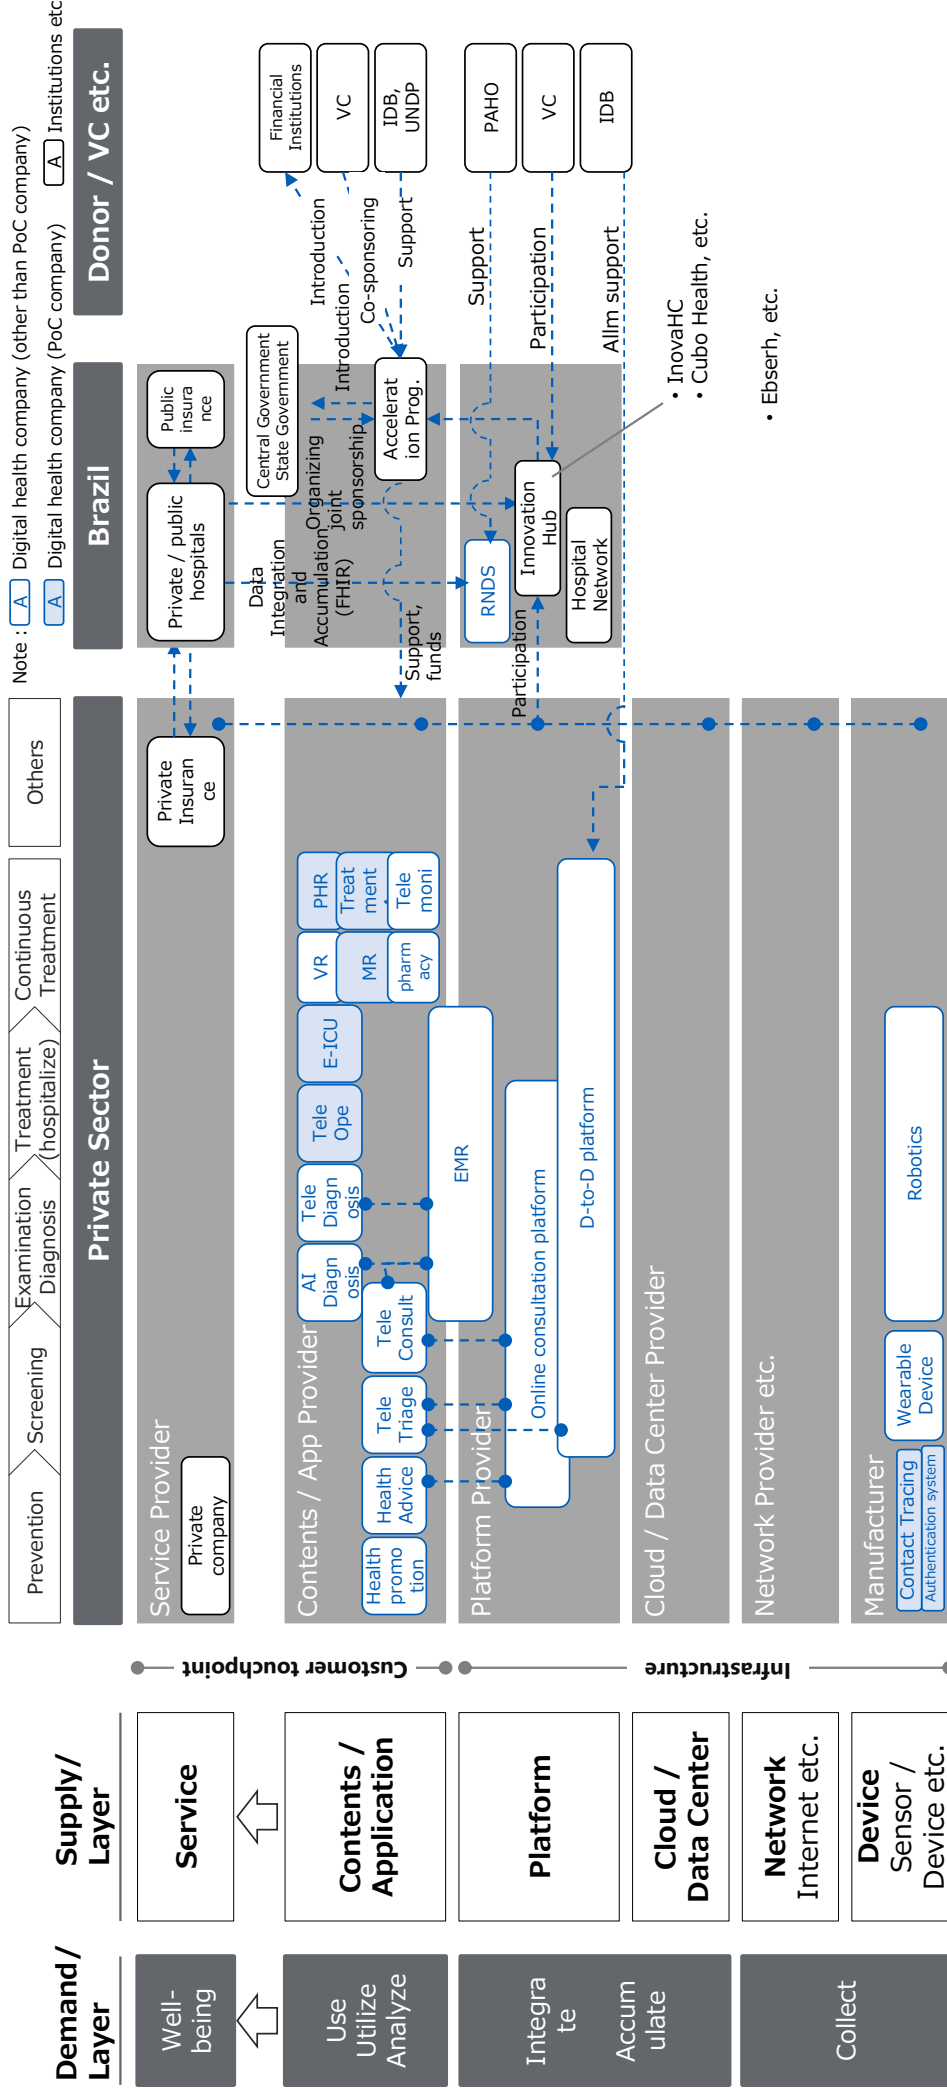 Note :
A
Digital health company (other than PoC company)
A
Digital health company (PoC company)
A
Institutions etc
Prevention
Screening
Examination
Diagnosis
Treatment
(hospitalize)
Continuous
Treatment
Others
Demand/
Layer
Supply/
Layer
Private Sector
Brazil
Donor / VC etc.
Well-
being
Service
Service Provider
Private
company
Private
Insuran
ce
Private / public
hospitals
Public
insura
nce
Customer touchpoint
Use
Utilize
Analyze
Contents /
Application
Contents / App Provider
Health
promo
tion
Health
Advice
Tele
Triage
Tele
Consult
AI
Diagn
osis
Tele
Diagn
osis
Tele
Ope
E-ICU
VR
MR
pharm
acy
PHR
Treat
ment
Tele
moni
EMR
Data
Integration
and
Accumulation
(FHIR)
Central Government
State Government
Organizing
joint
sponsorship
Introduction
Accelerat
ion Prog.
Support,
funds
Introduction
Co-sponsoring
Support
Financial
Institutions
VC
IDB,
UNDP
Integra
te
Accum
ulate
Platform
Platform Provider
Online consultation platform
D-to-D platform
Participation
RNDS
Innovation
Hub
Hospital
Network
Support
Participation
Allm support
PAHO
VC
IDB
• InovaHC
• Cubo Health, etc.
• Ebserh, etc.
Infrastructure
Cloud /
Data Center
Cloud / Data Center Provider
Collect
Network
Internet etc.
Network Provider etc.
Device
Sensor /
Device etc.
Manufacturer
Contact Tracing
Authentication system
Wearable
Device
Robotics